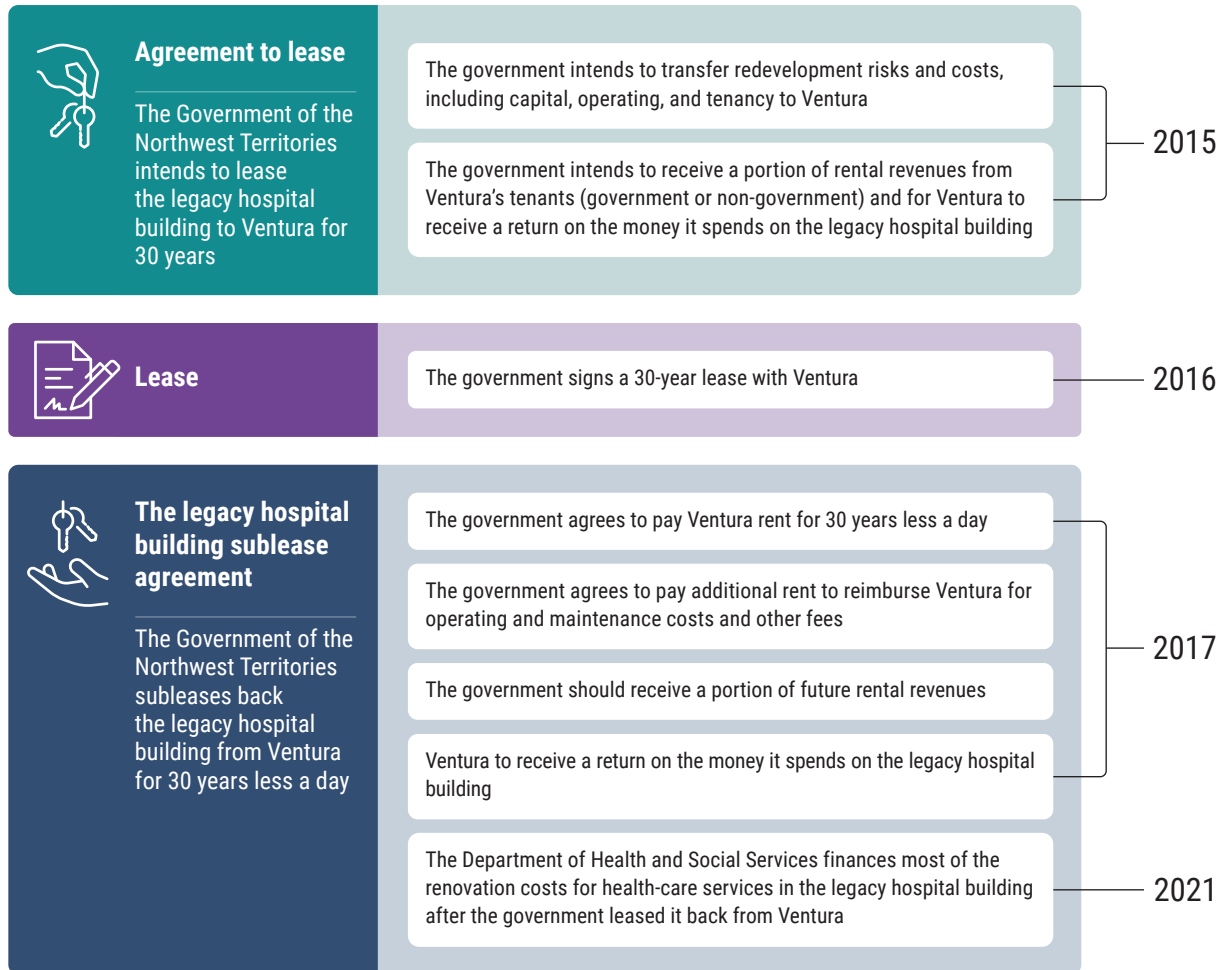 Agreement to lease
The Government of the
Northwest Territories
intends to lease
the legacy hospital
building to Ventura for
30 years
The government intends to transfer redevelopment risks and costs,
including capital, operating, and tenancy to Ventura
The government intends to receive a portion of rental revenues from
Ventura’s tenants (government or non-government) and for Ventura to
receive a return on the money it spends on the legacy hospital building
2015
Lease
The government signs a 30-year lease with Ventura
2016
The legacy hospital
building sublease
agreement
The Government of the
Northwest Territories
subleases back
the legacy hospital
building from Ventura
for 30 years less a day
The government agrees to pay Ventura rent for 30 years less a day
The government agrees to pay additional rent to reimburse Ventura for
operating and maintenance costs and other fees
The government should receive a portion of future rental revenues
Ventura to receive a return on the money it spends on the legacy hospital
building
2017
The Department of Health and Social Services finances most of the
renovation costs for health-care services in the legacy hospital building
after the government leased it back from Ventura
2021